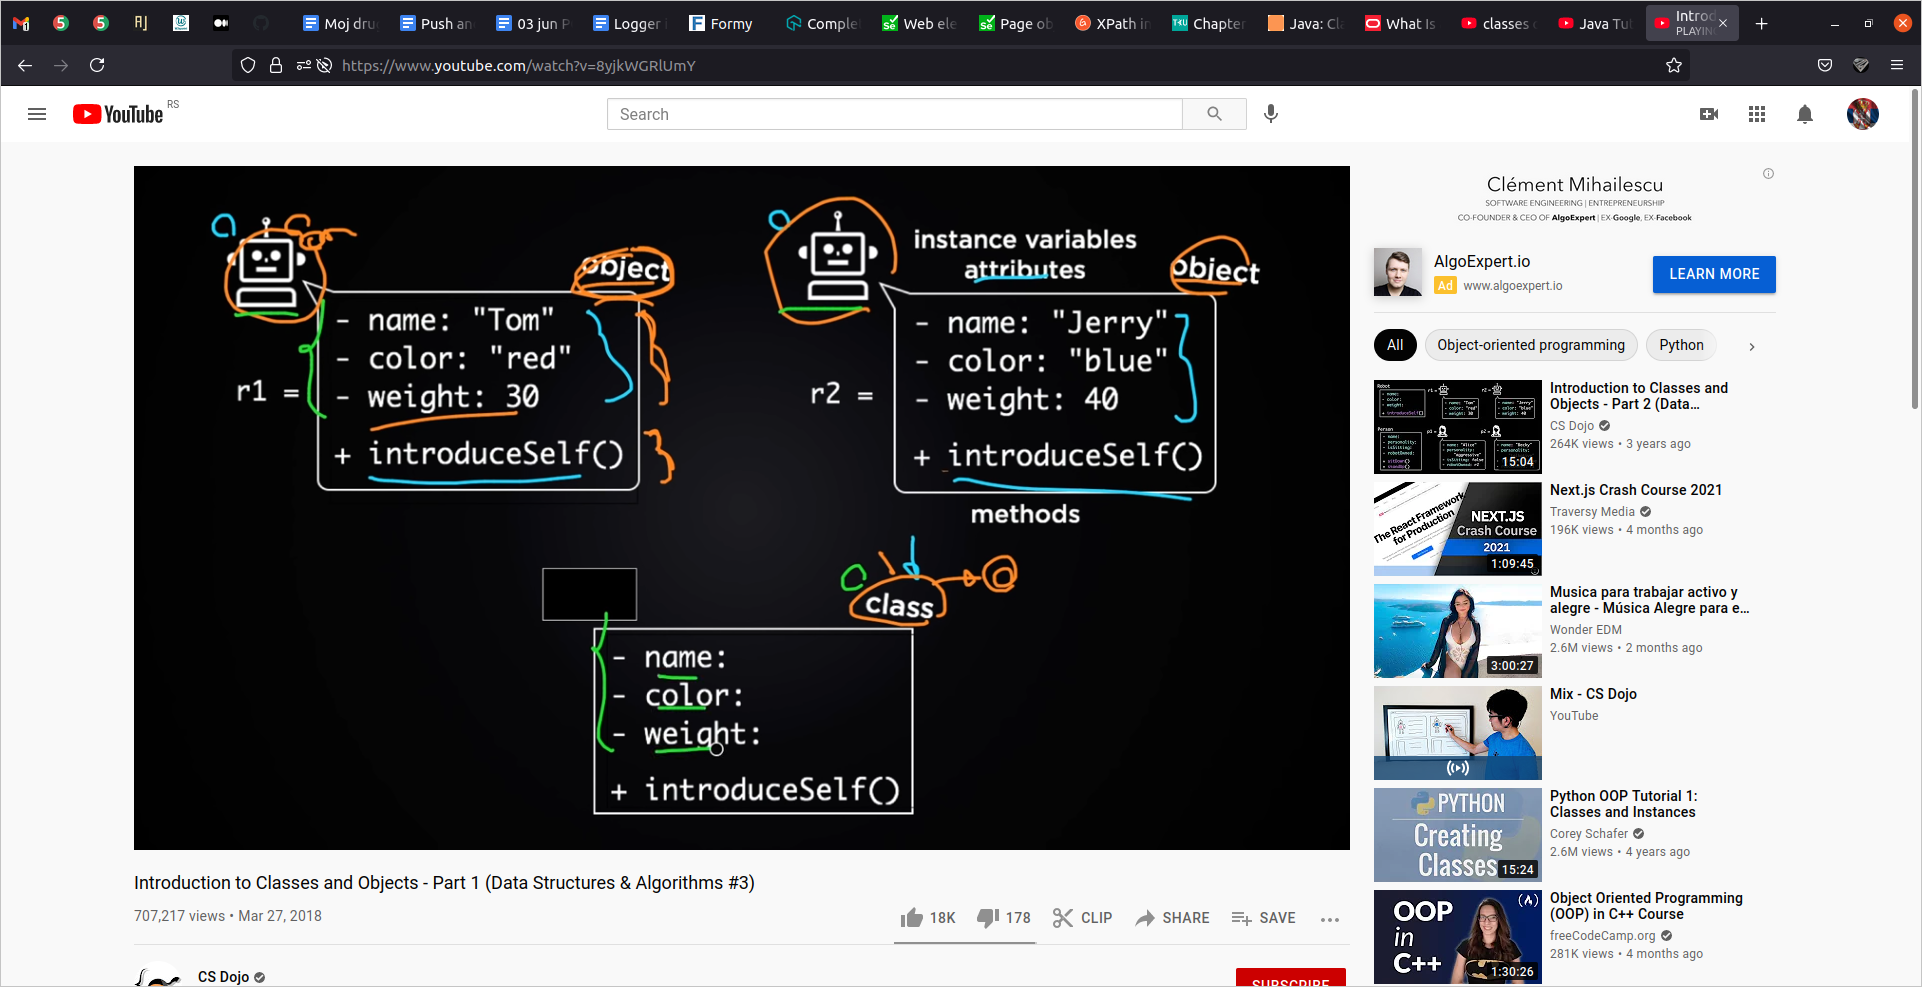 Moj dru
Push an
03 jun P
Logger i
Formy
Comple
Web ele
Page ob
XPath in
Chapter
Java: Cl
What Is
classes
Java Tut
Introd
PLAYIN
https://www.youtube.com/watch?v=8yjkWGRlUmY
YouTube RS
Search
object
- name: "Tom"
- color: "red"
r1 = - weight: 30
+ introduceSelf()
instance variables
attributes
object
- name: "Jerry"
- color: "blue"
r2 = - weight: 40
+ introduceSelf()
methods
class
- name:
- color:
- weight:
+ introduceSelf()
Introduction to Classes and Objects - Part 1 (Data Structures & Algorithms #3)
707,217 views • Mar 27, 2018
18K
178
CLIP
SHARE
SAVE
CS Dojo
SUBSCRIBE
Clément Mihailescu
SOFTWARE ENGINEERING | ENTREPRENEURSHIP
CO-FOUNDER & CEO OF AlgoExpert | EX-Google, EX-Facebook
AlgoExpert.io
Ad www.algoexpert.io
LEARN MORE
All
Object-oriented programming
Python
15:04
Introduction to Classes and
Objects - Part 2 (Data...
CS Dojo
264K views • 3 years ago
The React Framework
for Production
NEXT.JS
Crash Course
2021
1:09:45
Next.js Crash Course 2021
Traversy Media
196K views • 4 months ago
3:00:27
Musica para trabajar activo y
alegre - Música Alegre para e...
Wonder EDM
2.6M views • 2 months ago
Mix - CS Dojo
YouTube
PYTHON
Creating
Classes
15:24
Python OOP Tutorial 1:
Classes and Instances
Corey Schafer
2.6M views • 4 years ago
OOP
in
C++
1:30:26
Object Oriented Programming
(OOP) in C++ Course
freeCodeCamp.org
281K views • 4 months ago